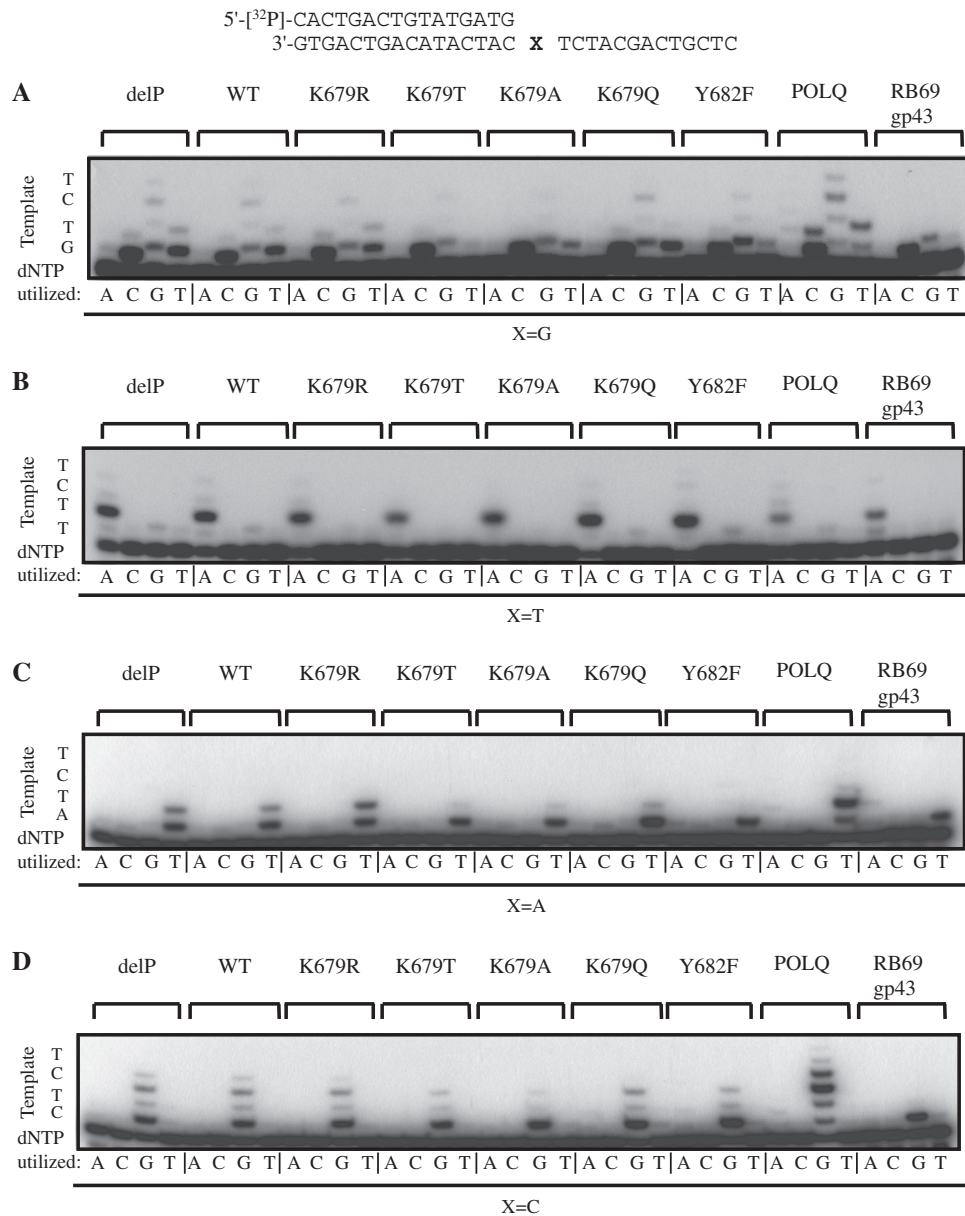 5'-[³²P]-CACTGACTGTATGATG
3'-GTGACTGACATACTAC X TCTACGACTGCTC
A
delP WT K679R K679T K679A K679Q Y682F POLQ RB69
gp43
Template
T
C
T
G
dNTP
utilized: A C G T|A C G T|A C G T|A C G T|A C G T|A C G T|A C G T|A C G T|A C G T
X=G
B
delP WT K679R K679T K679A K679Q Y682F POLQ RB69
gp43
Template
T
C
T
T
dNTP
utilized: A C G T|A C G T|A C G T|A C G T|A C G T|A C G T|A C G T|A C G T|A C G T
X=T
C
delP WT K679R K679T K679A K679Q Y682F POLQ RB69
gp43
Template
T
C
T
A
dNTP
utilized: A C G T|A C G T|A C G T|A C G T|A C G T|A C G T|A C G T|A C G T|A C G T
X=A
D
delP WT K679R K679T K679A K679Q Y682F POLQ RB69
gp43
Template
T
C
T
C
dNTP
utilized: A C G T|A C G T|A C G T|A C G T|A C G T|A C G T|A C G T|A C G T|A C G T
X=C